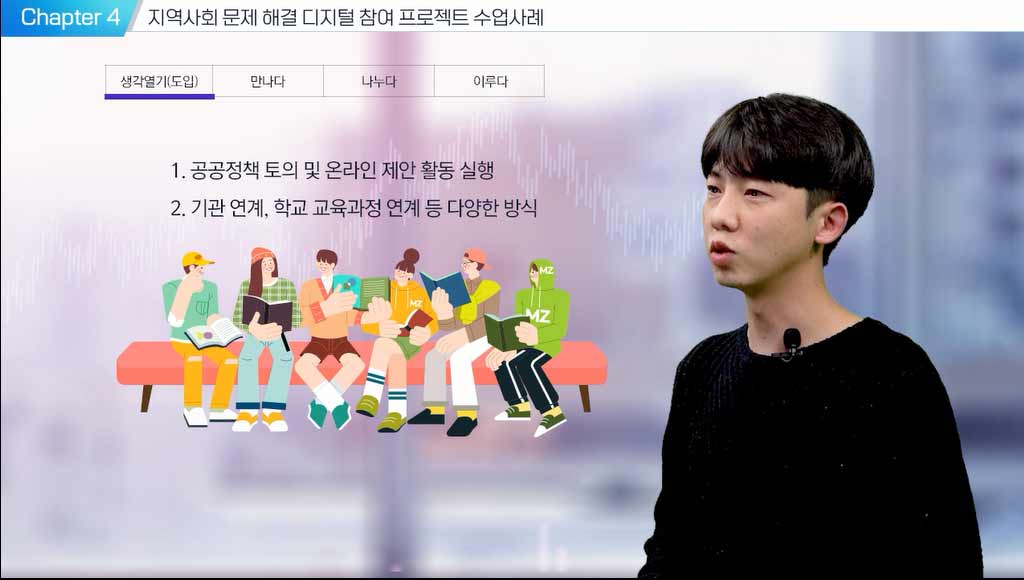 Chapter 4 지역사회 문제 해결 디지털 참여 프로젝트 수업사례
생각열기(도입) 만나다 나누다 이루다
1. 공공정책 토의 및 온라인 제안 활동 실행
2. 기관 연계, 학교 교육과정 연계 등 다양한 방식
MZ
MZ
MZ